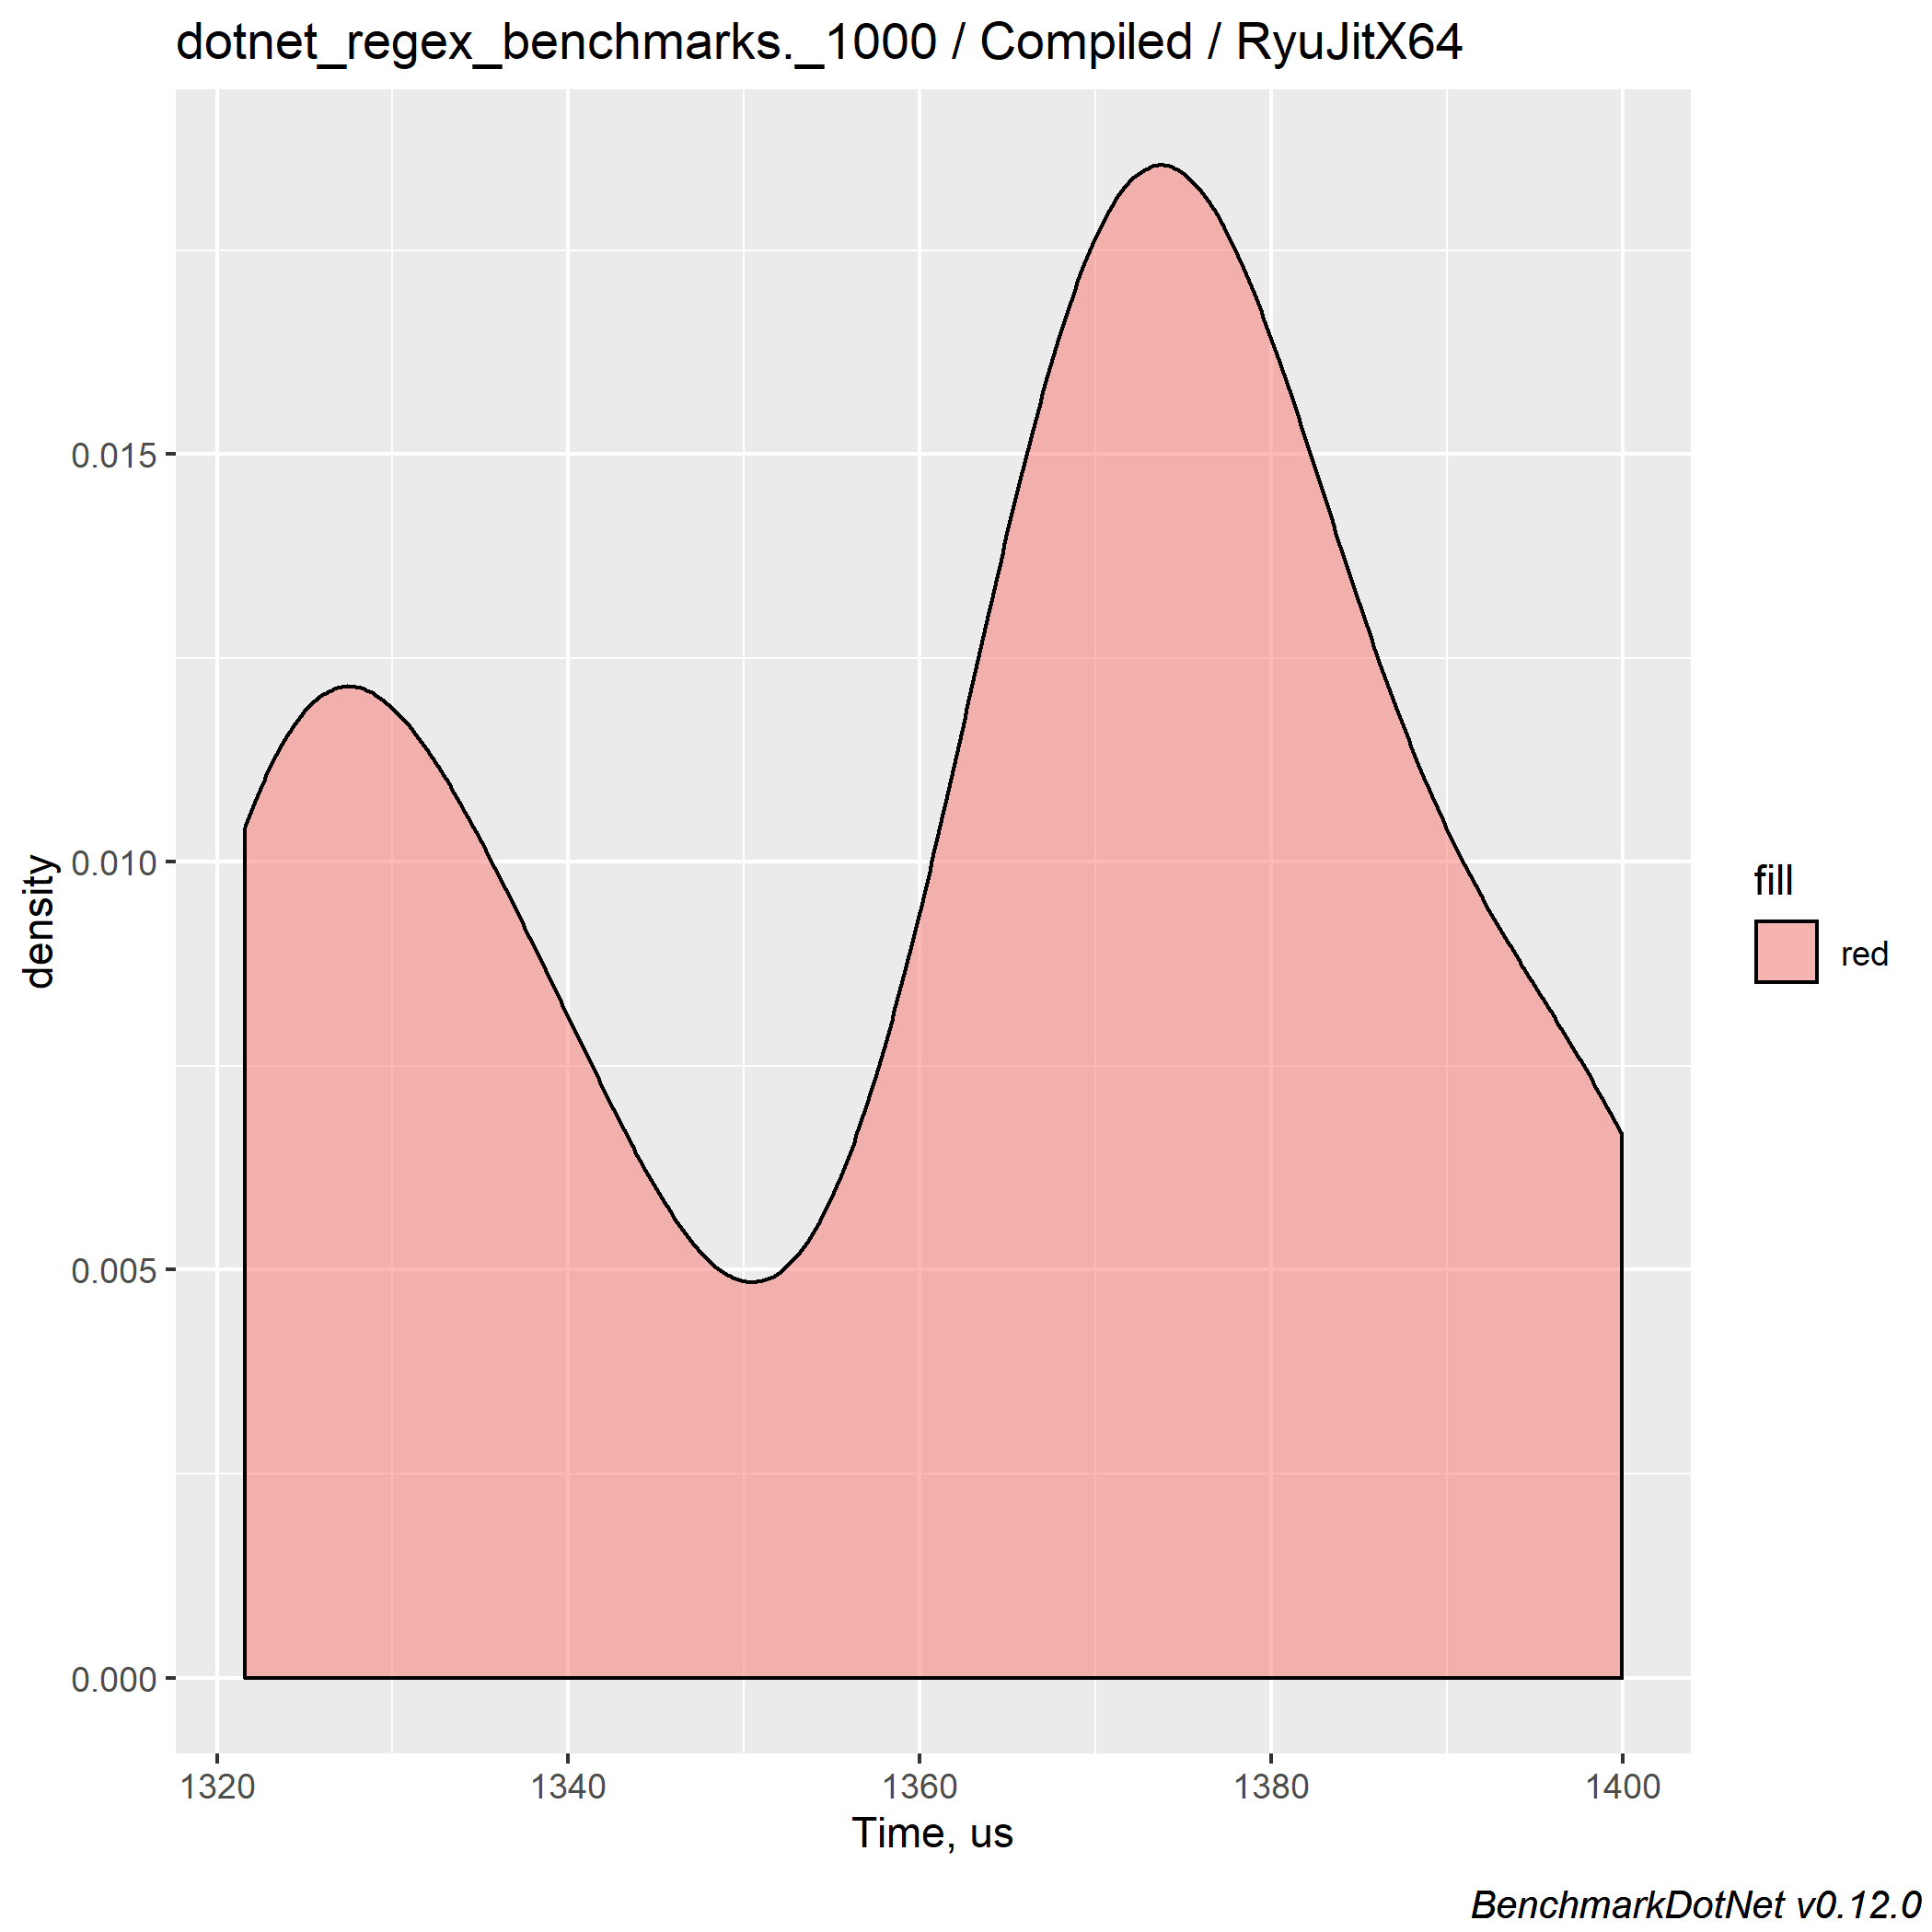 dotnet_regex_benchmarks._1000 / Compiled / RyuJitX64
density
0.015
0.010
0.005
0.000
1320 1340 1360 1380 1400
Time, us
fill
red
BenchmarkDotNet v0.12.0